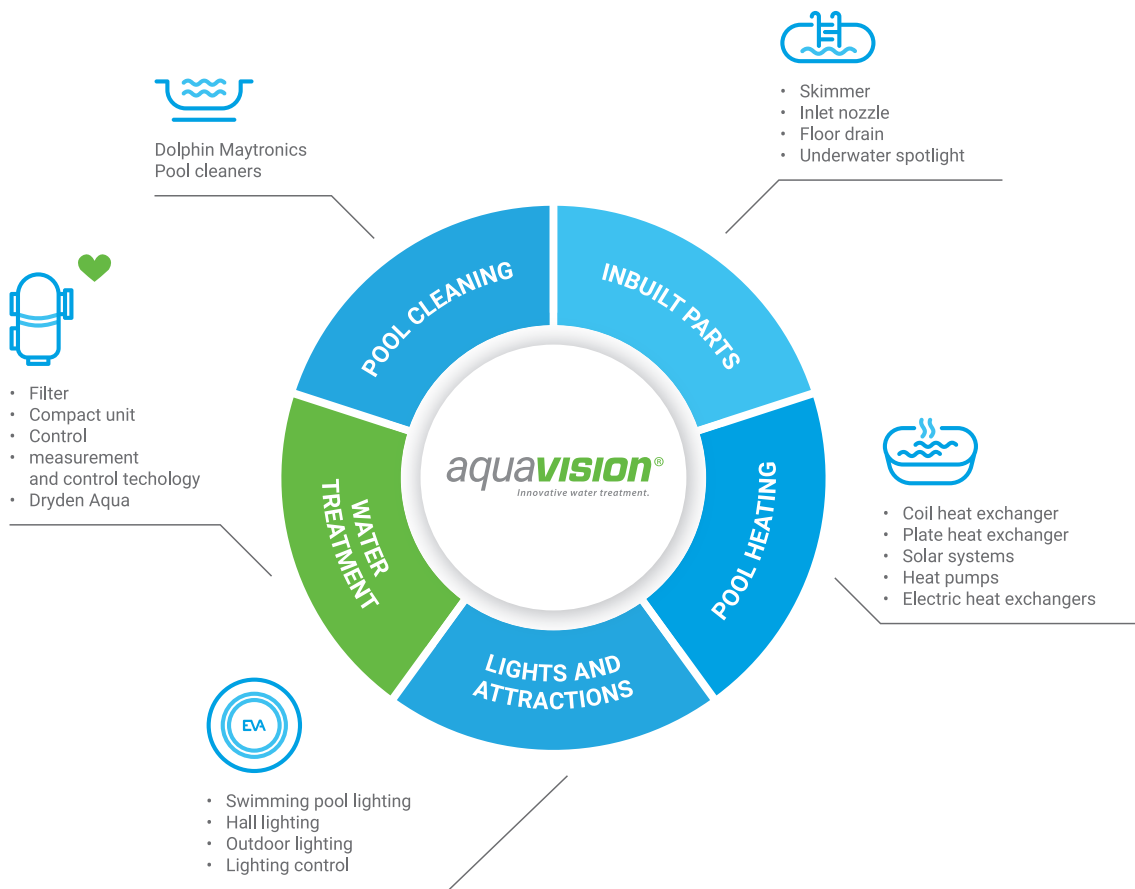 • Skimmer
• Inlet nozzle
• Floor drain
• Underwater spotlight
Dolphin Maytronics
Pool cleaners
POOL CLEANING
INBUILT PARTS
• Filter
• Compact unit
• Control
• measurement
and control techology
• Dryden Aqua
aquavision®
Innovative water treatment.
WATER
TREATMENT
POOL HEATING
• Coil heat exchanger
• Plate heat exchanger
• Solar systems
• Heat pumps
• Electric heat exchangers
LIGHTS AND
ATTRACTIONS
EVA
• Swimming pool lighting
• Hall lighting
• Outdoor lighting
• Lighting control